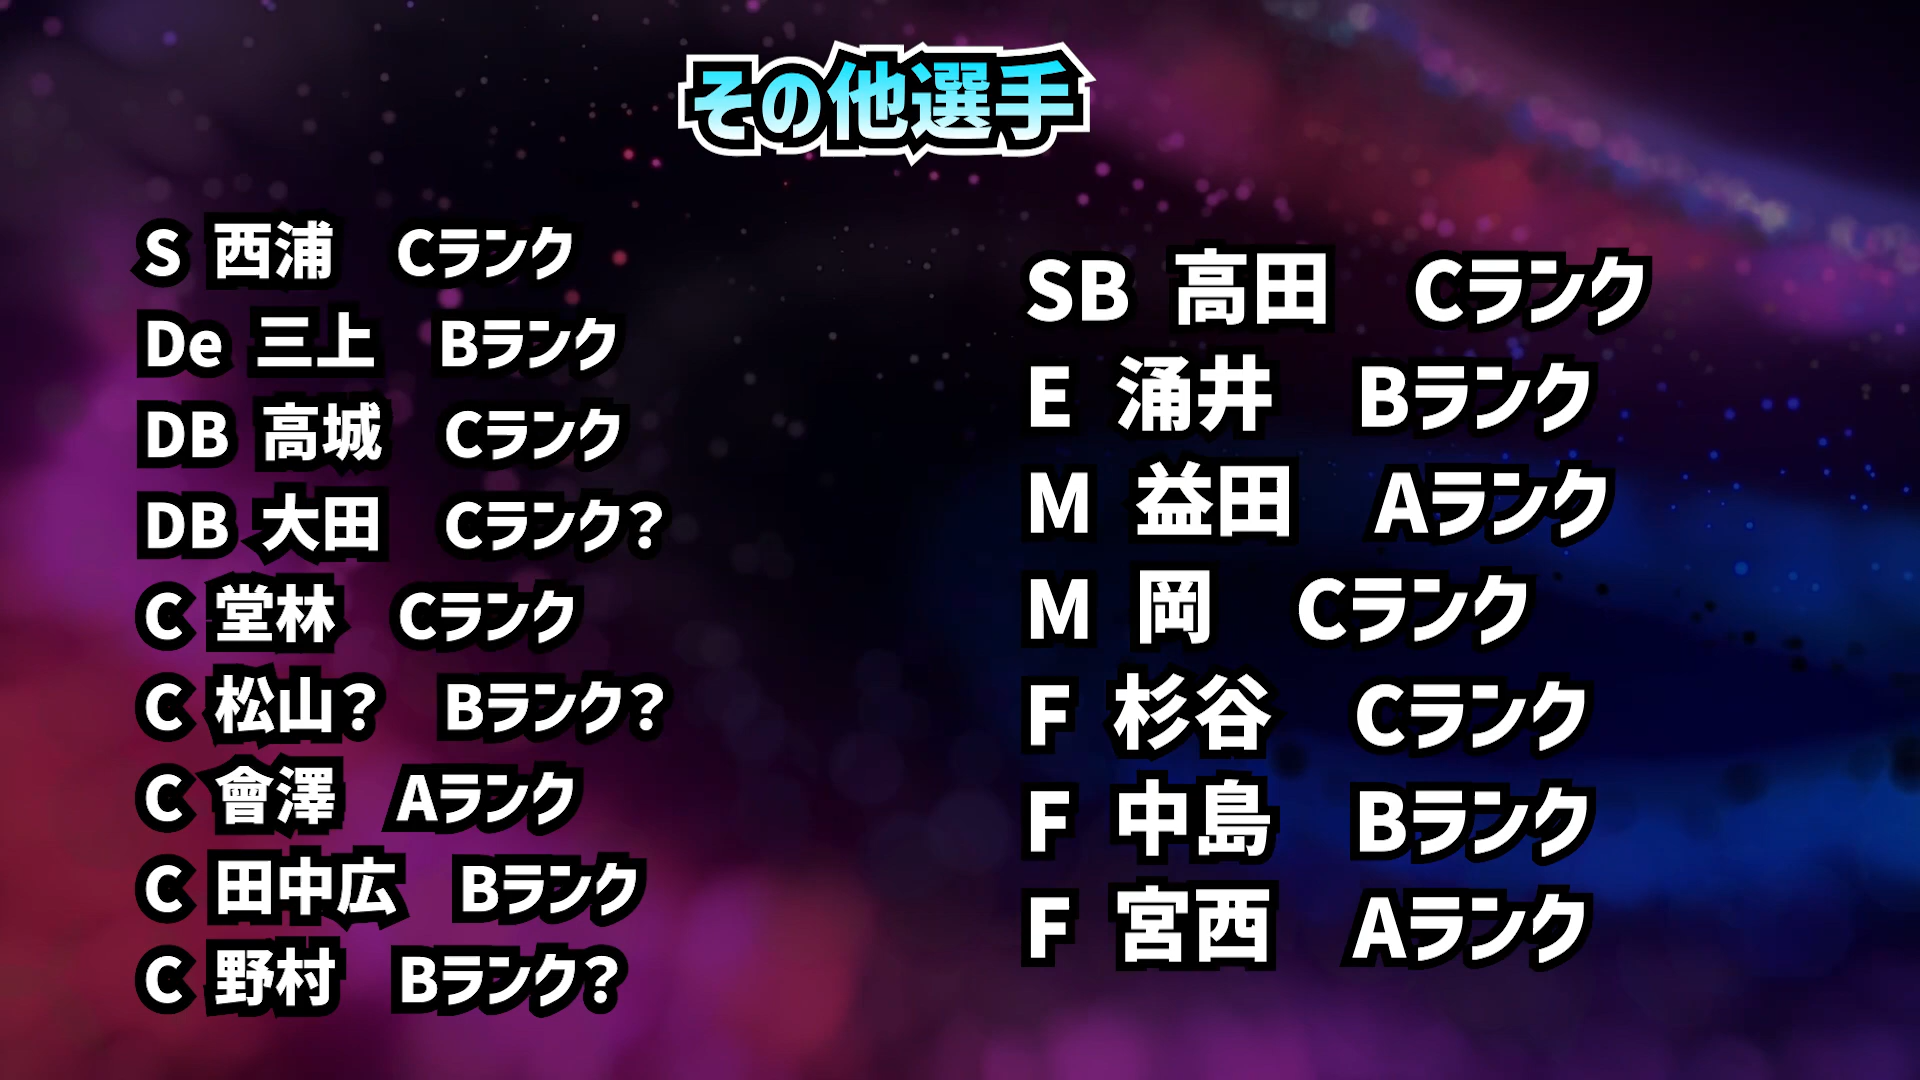 その他選手
S 西浦　Cランク
De 三上　Bランク
DB 高城　Cランク
DB 大田　Cランク？
C 堂林　Cランク
C 松山？　Bランク？
C 會澤　Aランク
C 田中広　Bランク
C 野村　Bランク？
SB 高田　Cランク
E 涌井　Bランク
M 益田　Aランク
M 岡　Cランク
F 杉谷　Cランク
F 中島　Bランク
F 宮西　Aランク